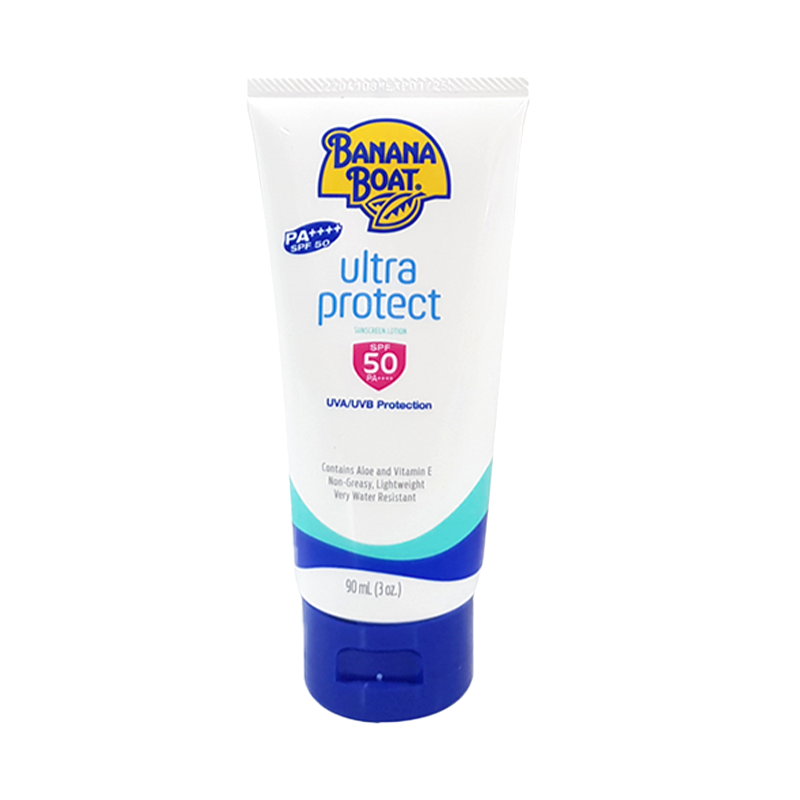 BANANA
BOAT.
PA++++
SPF 50
ultra
protect
SUNSCREEN LOTION
SPF
50
PA++++
UVA/UVB Protection
Contains Aloe and Vitamin E
Non-Greasy, Lightweight
Very Water Resistant
90 mL (3 oz.)